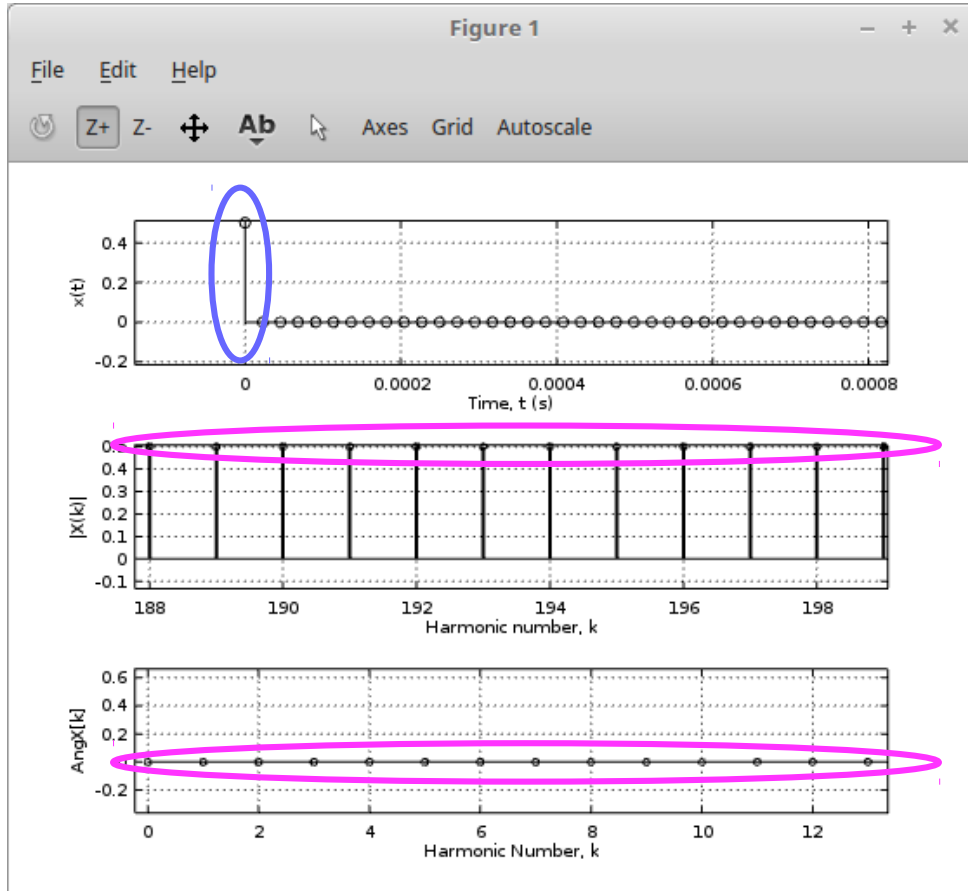 Figure 1
File Edit Help
Z+ Z- Ab Axes Grid Autoscale
x(t)
0.4
0.2
0
-0.2
0 0.0002 0.0004 0.0006 0.0008
Time, t (s)
|X(k)|
0.4
0.3
0.2
0.1
0
-0.1
188 190 192 194 196 198
Harmonic number, k
AngX[k]
0.6
0.4
0.2
-0.2
0 2 4 6 8 10 12
Harmonic Number, k